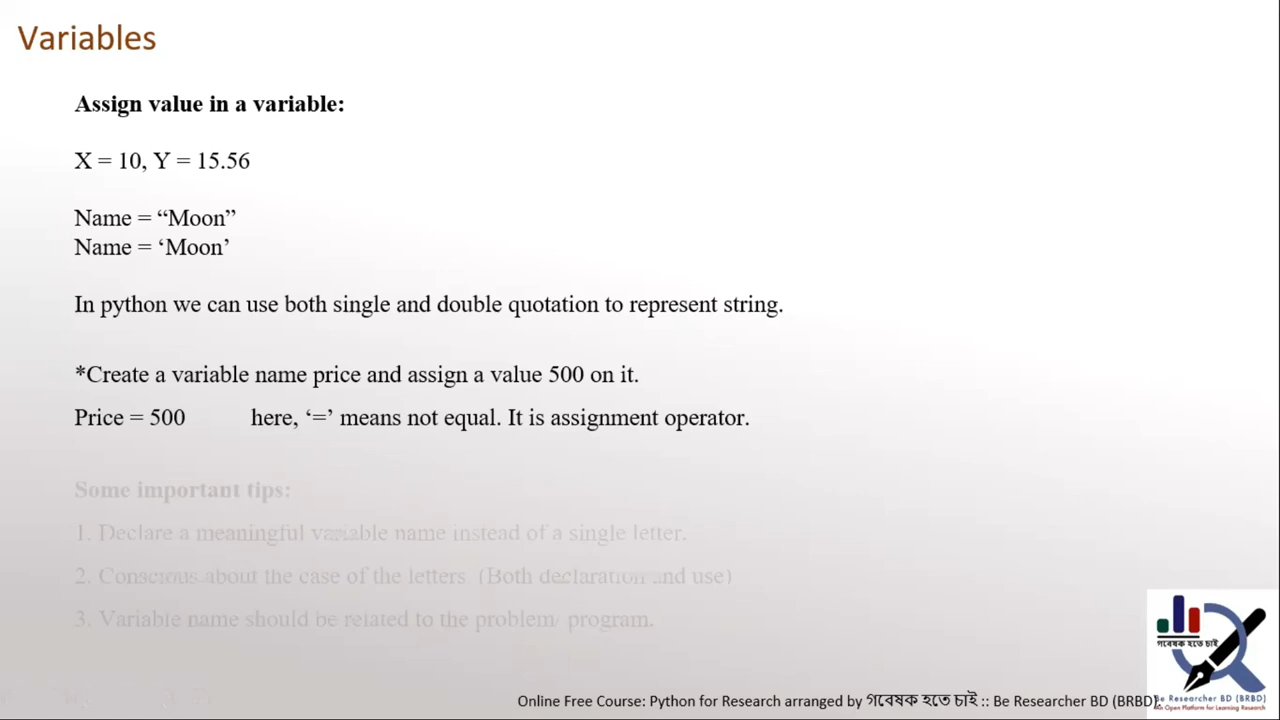 Variables
Assign value in a variable:
X = 10, Y = 15.56
Name = “Moon”
Name = ‘Moon’
In python we can use both single and double quotation to represent string.
*Create a variable name price and assign a value 500 on it.
Price = 500 here, ‘=’ means not equal. It is assignment operator.
Some important tips:
1. Declare a meaningful variable name instead of a single letter.
2. Conscious about the case of the letters (Both declaration and use)
3. Variable name should be related to the problem/ program.
গবেষক হতে চাই
Be Researcher BD (BRBD)
An Open Platform for Learning Research
Online Free Course: Python for Research arranged by গবেষক হতে চাই :: Be Researcher BD (BRBD).